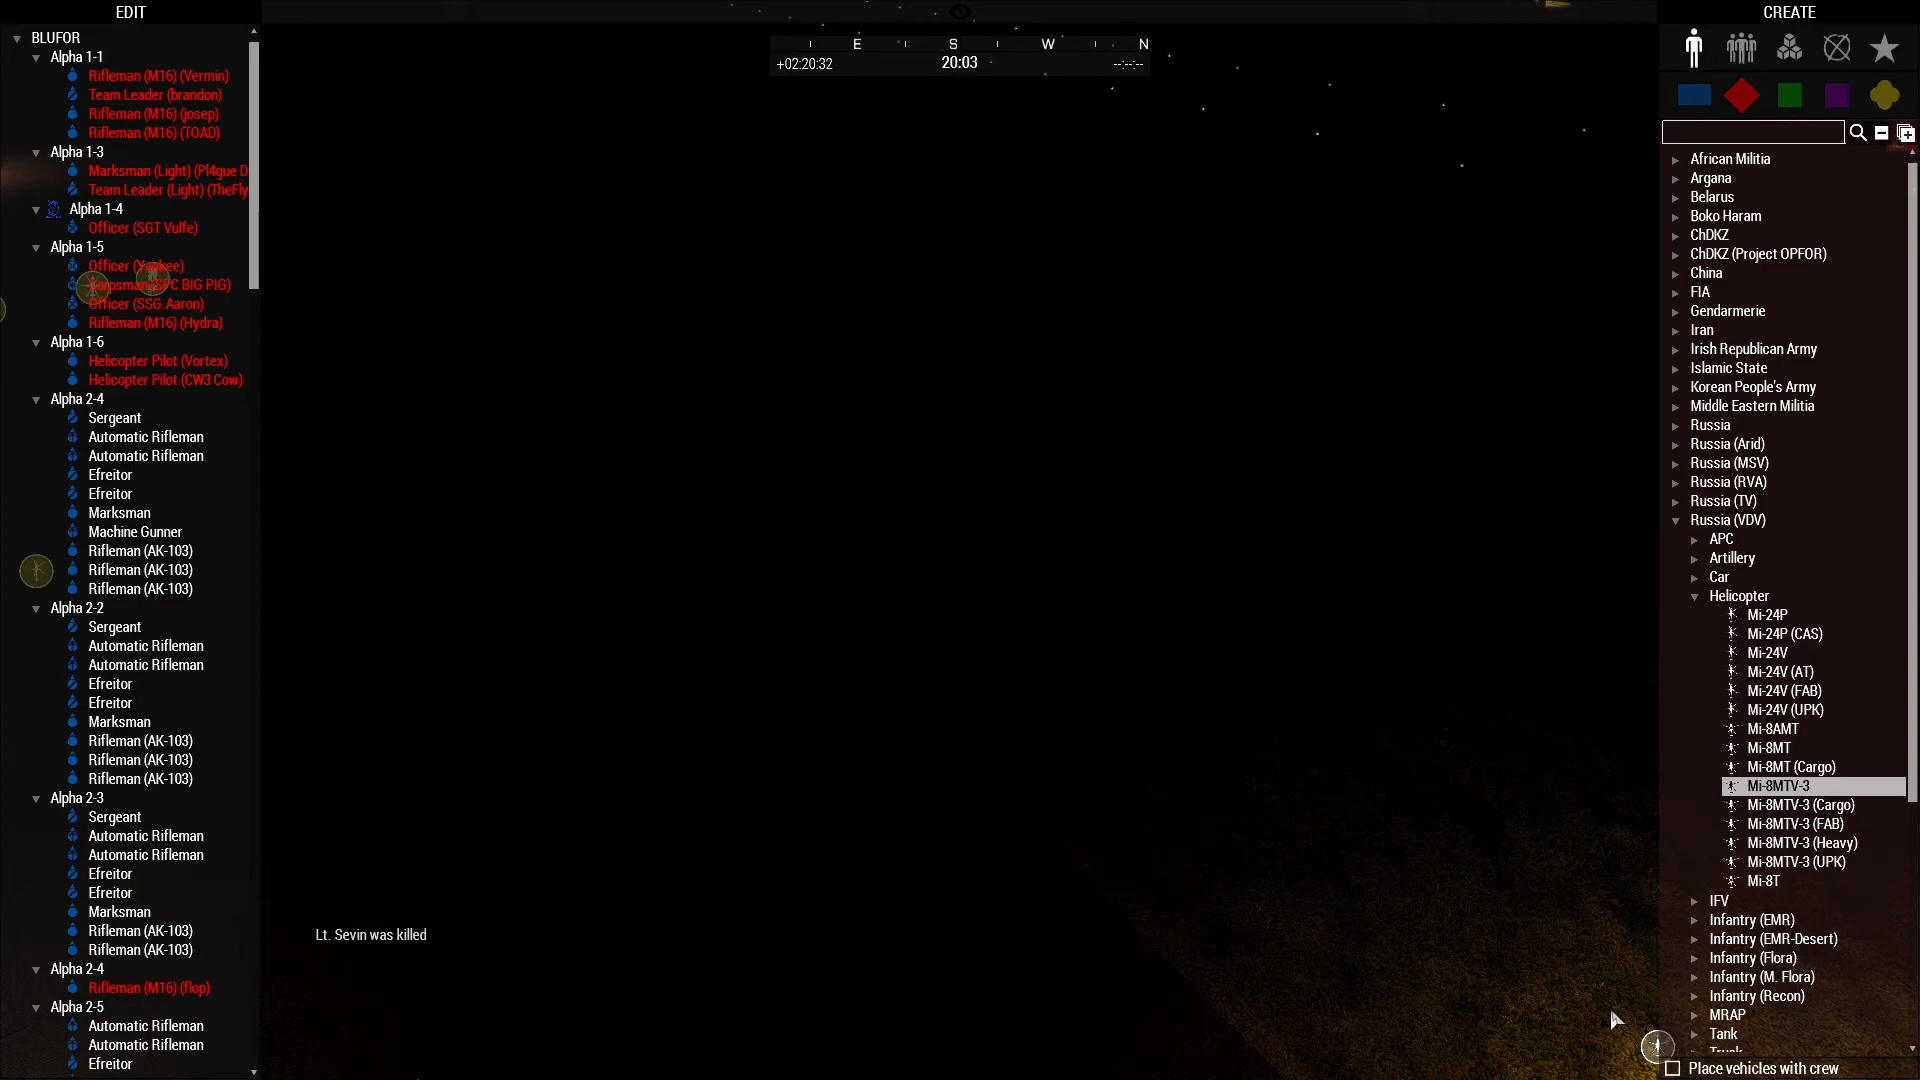 EDIT
BLUFOR
Alpha 1-1
Rifleman (M16) (Vermin)
Team Leader (brandon)
Rifleman (M16) (josep)
Rifleman (M16) (TOAD)
Alpha 1-3
Marksman (Light) (Pl4gue D
Team Leader (Light) (TheFly
Alpha 1-4
Officer (SGT Vulfe)
Alpha 1-5
Officer (Yankee)
Corpsman (SPC BIG PIG)
Officer (SSG Aaron)
Rifleman (M16) (Hydra)
Alpha 1-6
Helicopter Pilot (Vortex)
Helicopter Pilot (CW3 Cow)
Alpha 2-4
Sergeant
Automatic Rifleman
Automatic Rifleman
Efreitor
Efreitor
Marksman
Machine Gunner
Rifleman (AK-103)
Rifleman (AK-103)
Rifleman (AK-103)
Alpha 2-2
Sergeant
Automatic Rifleman
Automatic Rifleman
Efreitor
Efreitor
Marksman
Rifleman (AK-103)
Rifleman (AK-103)
Rifleman (AK-103)
Alpha 2-3
Sergeant
Automatic Rifleman
Automatic Rifleman
Efreitor
Efreitor
Marksman
Rifleman (AK-103)
Rifleman (AK-103)
Alpha 2-4
Rifleman (M16) (flop)
Alpha 2-5
Automatic Rifleman
Automatic Rifleman
Efreitor
E S W N
+02:20:32 20:03 --:--:--
Lt. Sevin was killed
CREATE
African Militia
Argana
Belarus
Boko Haram
ChDKZ
ChDKZ (Project OPFOR)
China
FIA
Gendarmerie
Iran
Irish Republican Army
Islamic State
Korean People's Army
Middle Eastern Militia
Russia
Russia (Arid)
Russia (MSV)
Russia (RVA)
Russia (TV)
Russia (VDV)
APC
Artillery
Car
Helicopter
Mi-24P
Mi-24P (CAS)
Mi-24V
Mi-24V (AT)
Mi-24V (FAB)
Mi-24V (UPK)
Mi-8AMT
Mi-8MT
Mi-8MT (Cargo)
Mi-8MTV-3
Mi-8MTV-3 (Cargo)
Mi-8MTV-3 (FAB)
Mi-8MTV-3 (Heavy)
Mi-8MTV-3 (UPK)
Mi-8T
IFV
Infantry (EMR)
Infantry (EMR-Desert)
Infantry (Flora)
Infantry (M. Flora)
Infantry (Recon)
MRAP
Tank
Truck
Place vehicles with crew